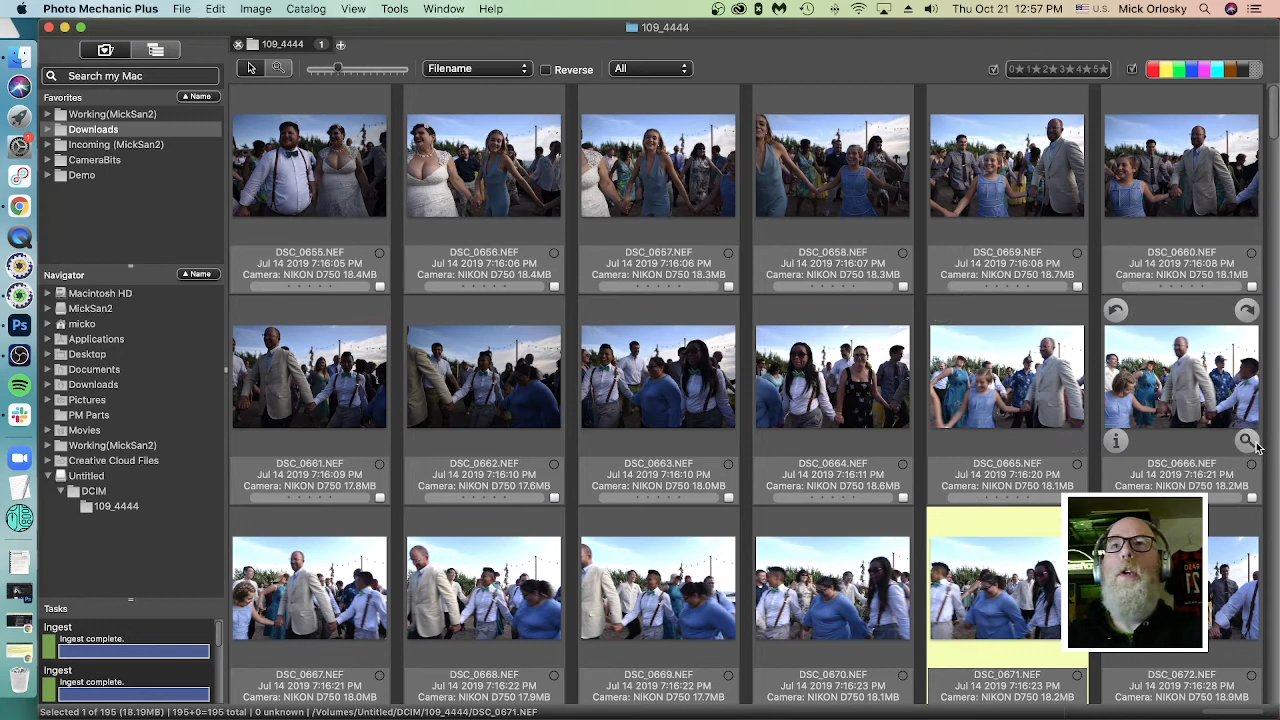 Photo Mechanic Plus File Edit Image Catalog View Tools Window Help U.S. Thu Oct 21 12:57 PM Mick Orlosky
109_4444
109_4444 1
Search my Mac
Filename Reverse All 0★1★2★3★4★5★
Favorites Name
Working(MickSan2)
Downloads
Incoming (MickSan2)
CameraBits
Demo
Navigator Name
Macintosh HD
MickSan2
micko
Applications
Desktop
Documents
Downloads
Pictures
PM Parts
Movies
Working(MickSan2)
Creative Cloud Files
Untitled
DCIM
109_4444
Tasks
Ingest
Ingest complete.
Ingest
Ingest complete.
DSC_0655.NEF
Jul 14 2019 7:16:05 PM
Camera: NIKON D750 18.4MB
DSC_0656.NEF
Jul 14 2019 7:16:06 PM
Camera: NIKON D750 18.4MB
DSC_0657.NEF
Jul 14 2019 7:16:06 PM
Camera: NIKON D750 18.3MB
DSC_0658.NEF
Jul 14 2019 7:16:07 PM
Camera: NIKON D750 18.3MB
DSC_0659.NEF
Jul 14 2019 7:16:08 PM
Camera: NIKON D750 18.7MB
DSC_0660.NEF
Jul 14 2019 7:16:08 PM
Camera: NIKON D750 18.1MB
DSC_0661.NEF
Jul 14 2019 7:16:09 PM
Camera: NIKON D750 17.8MB
DSC_0662.NEF
Jul 14 2019 7:16:10 PM
Camera: NIKON D750 17.6MB
DSC_0663.NEF
Jul 14 2019 7:16:10 PM
Camera: NIKON D750 18.0MB
DSC_0664.NEF
Jul 14 2019 7:16:11 PM
Camera: NIKON D750 18.6MB
DSC_0665.NEF
Jul 14 2019 7:16:20 PM
Camera: NIKON D750 18.1MB
DSC_0666.NEF
Jul 14 2019 7:16:21 PM
Camera: NIKON D750 18.2MB
DSC_0667.NEF
Jul 14 2019 7:16:21 PM
Camera: NIKON D750 18.0MB
DSC_0668.NEF
Jul 14 2019 7:16:22 PM
Camera: NIKON D750 17.9MB
DSC_0669.NEF
Jul 14 2019 7:16:22 PM
Camera: NIKON D750 17.7MB
DSC_0670.NEF
Jul 14 2019 7:16:23 PM
Camera: NIKON D750 18.1MB
DSC_0671.NEF
Jul 14 2019 7:16:23 PM
Camera: NIKON D750 18.2MB
DSC_0672.NEF
Jul 14 2019 7:16:28 PM
Camera: NIKON D750 18.9MB
Selected 1 of 195 (18.19MB) | 195+0=195 total | 0 unknown | /Volumes/Untitled/DCIM/109_4444/DSC_0671.NEF